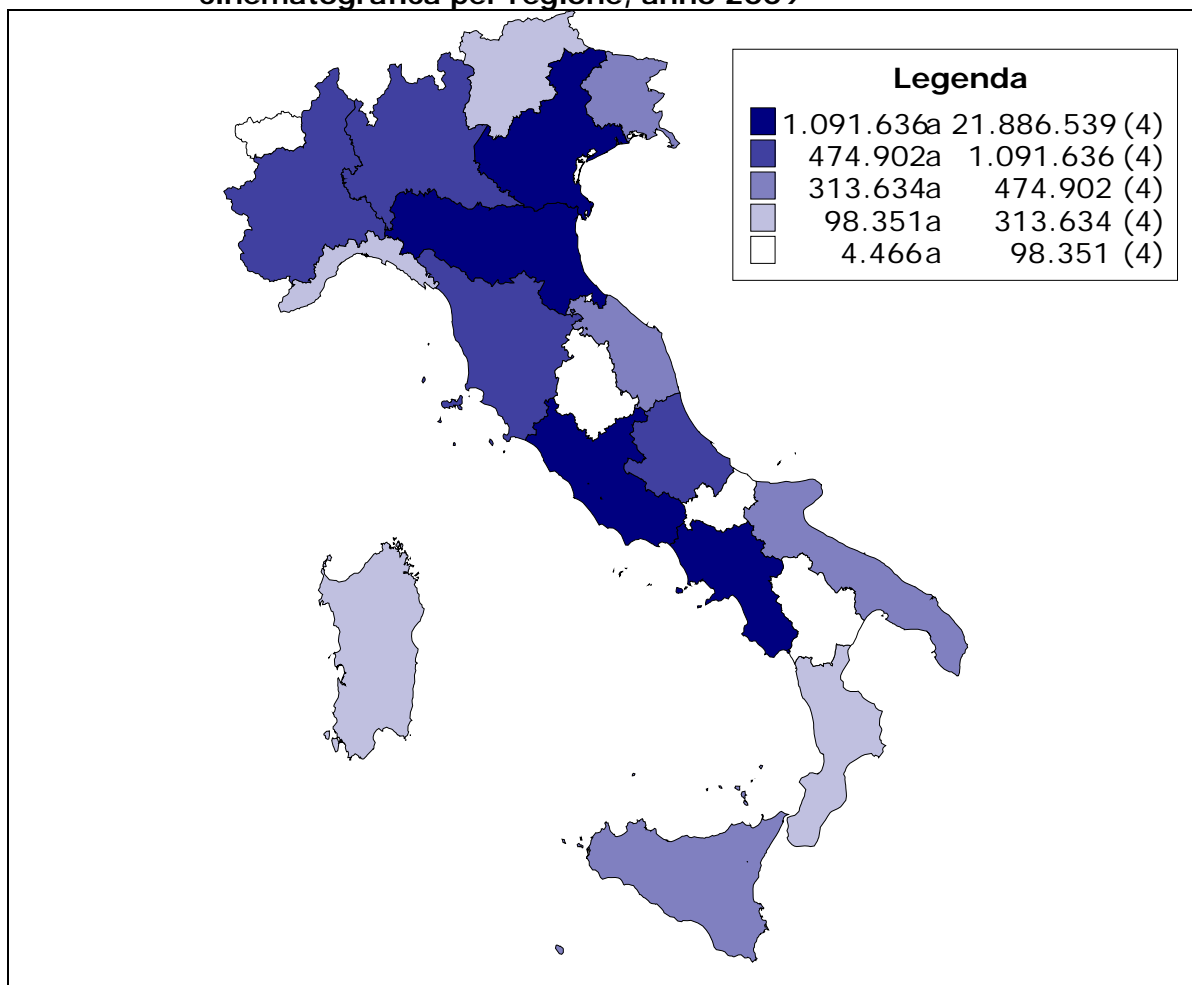 cinematografica per regione, anno 2009
Legenda
1.091.636a 21.886.539 (4)
474.902a 1.091.636 (4)
313.634a 474.902 (4)
98.351a 313.634 (4)
4.466a 98.351 (4)